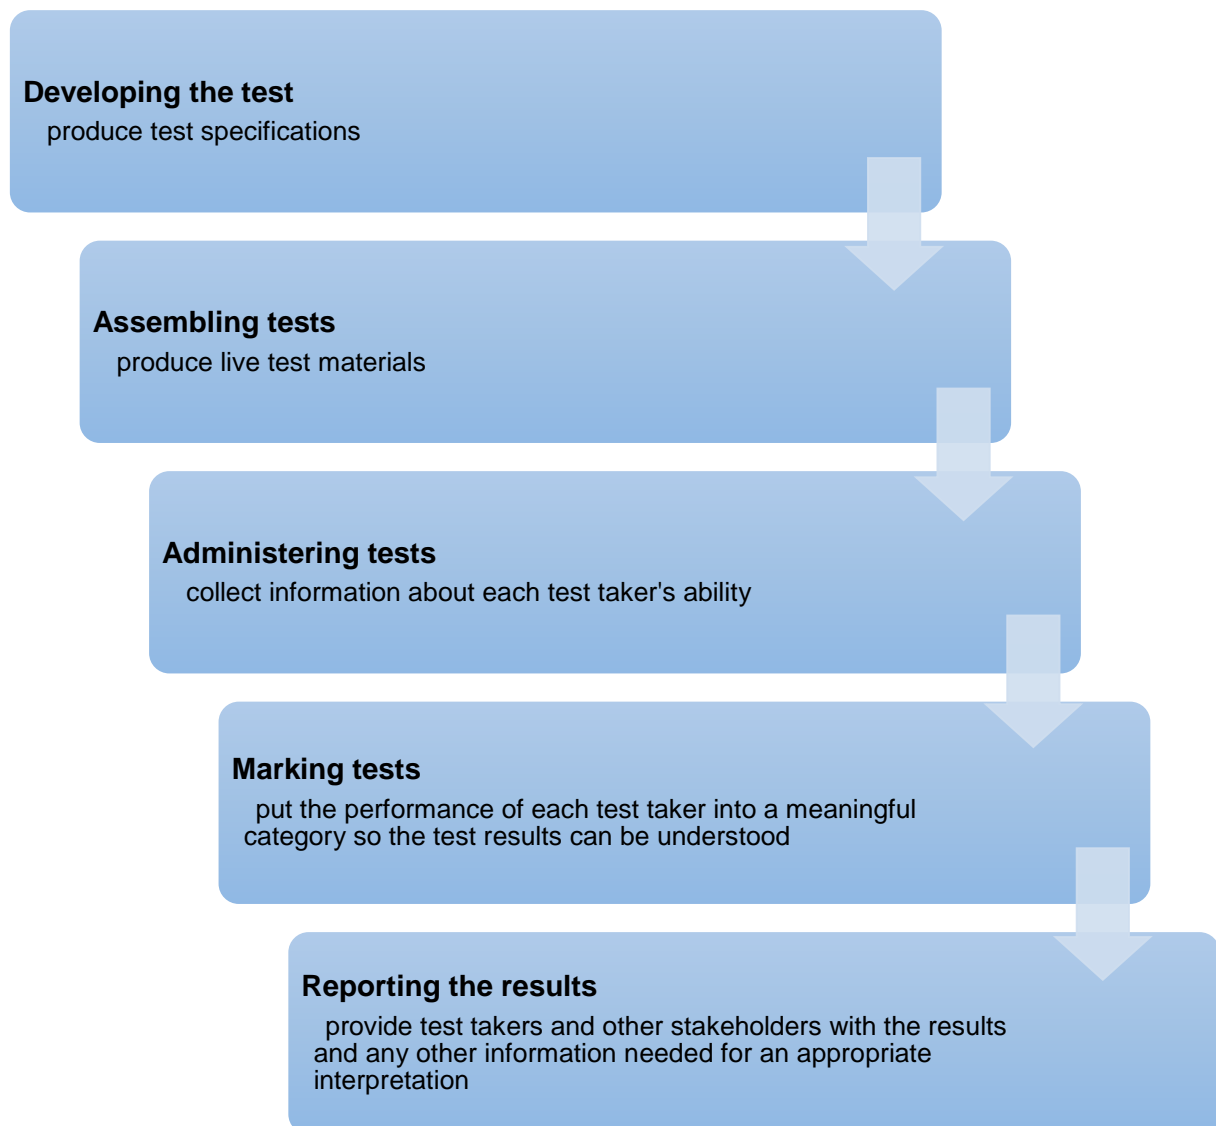 Developing the test
produce test specifications
Assembling tests
produce live test materials
Administering tests
collect information about each test taker's ability
Marking tests
put the performance of each test taker into a meaningful
category so the test results can be understood
Reporting the results
provide test takers and other stakeholders with the results
and any other information needed for an appropriate
interpretation